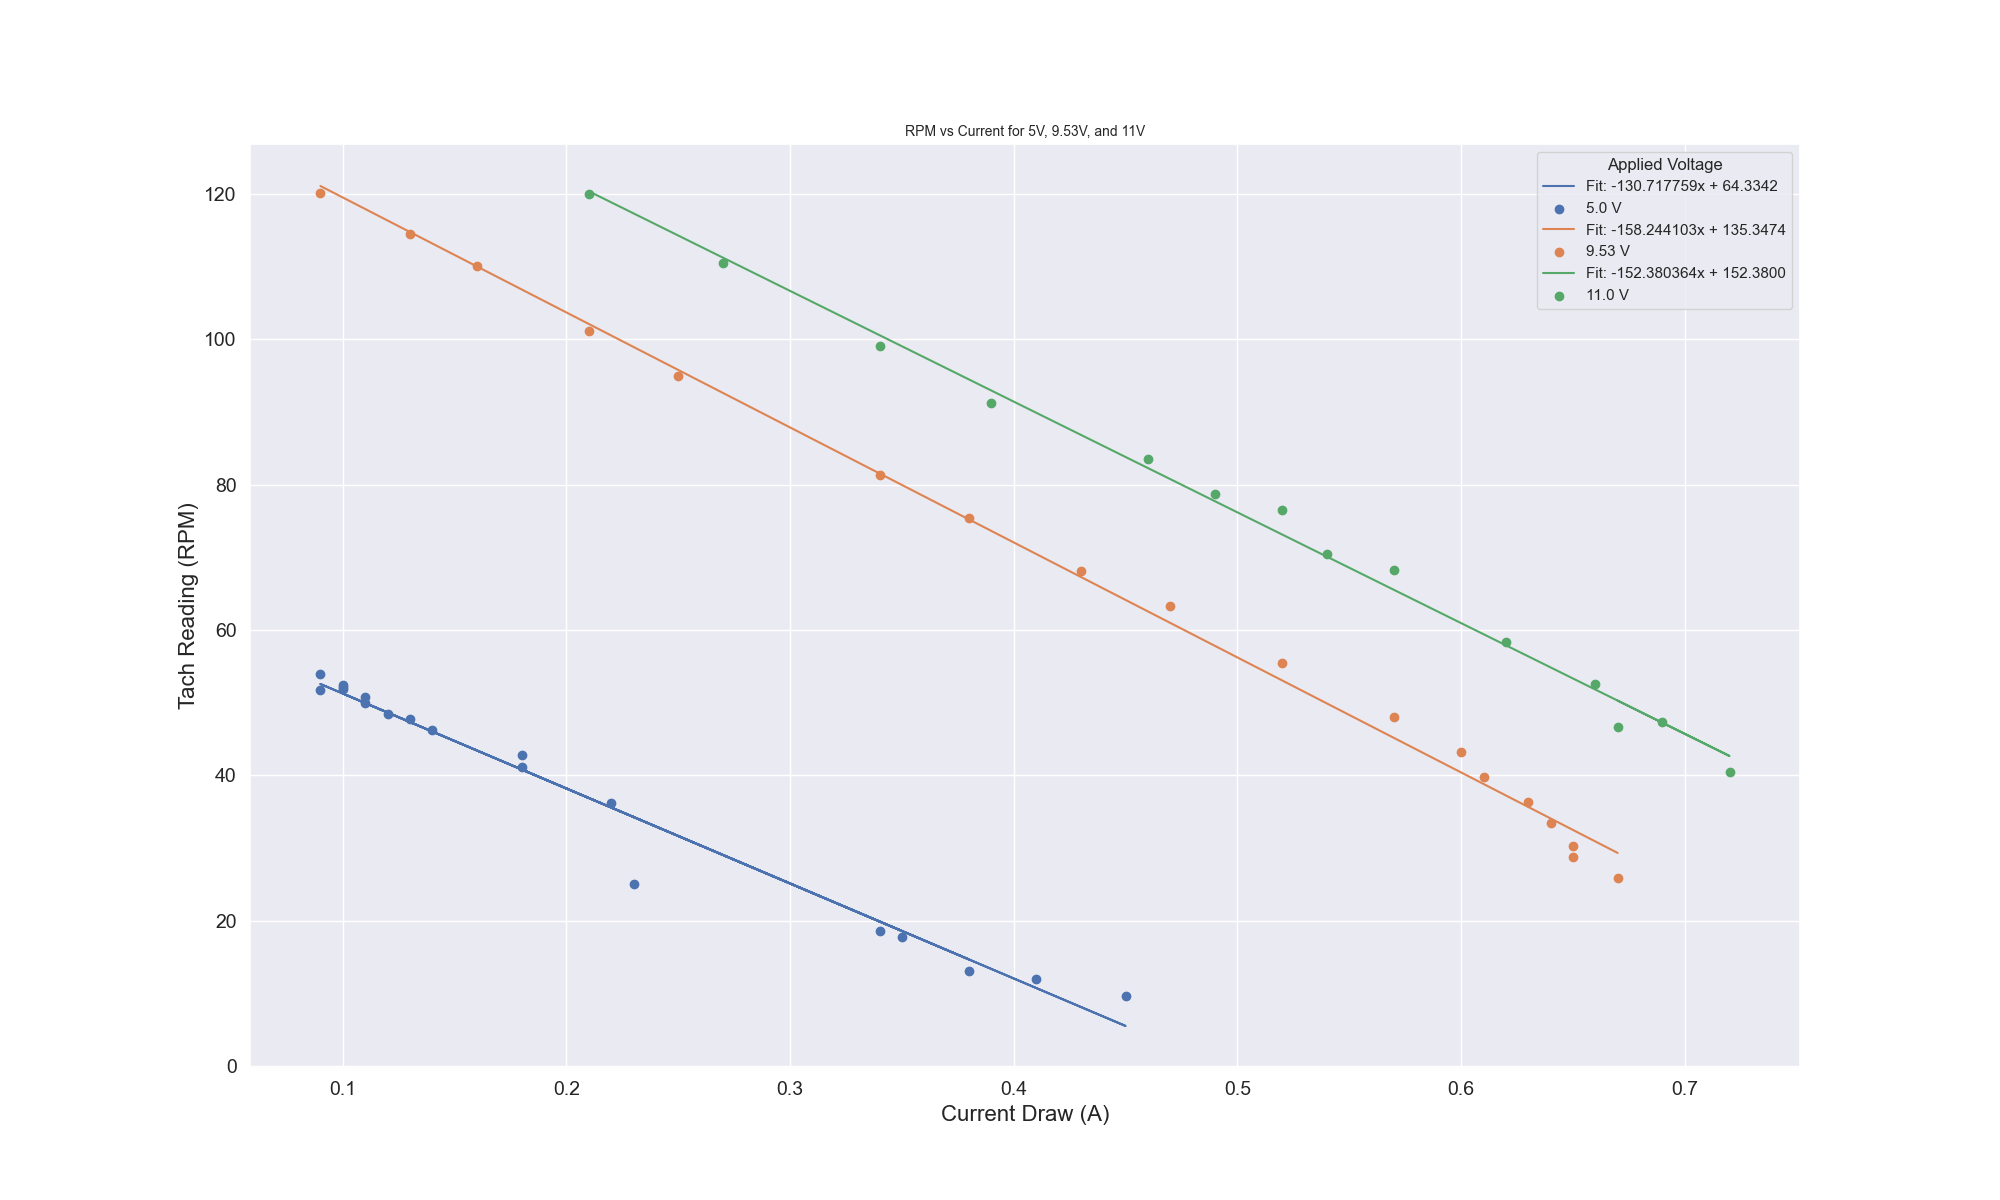 RPM vs Current for 5V, 9.53V, and 11V
Applied Voltage
Fit: -130.717759x + 64.3342
5.0 V
Fit: -158.244103x + 135.3474
9.53 V
Fit: -152.380364x + 152.3800
11.0 V
Tach Reading (RPM)
120
100
80
60
40
20
0
0.1 0.2 0.3 0.4 0.5 0.6 0.7
Current Draw (A)